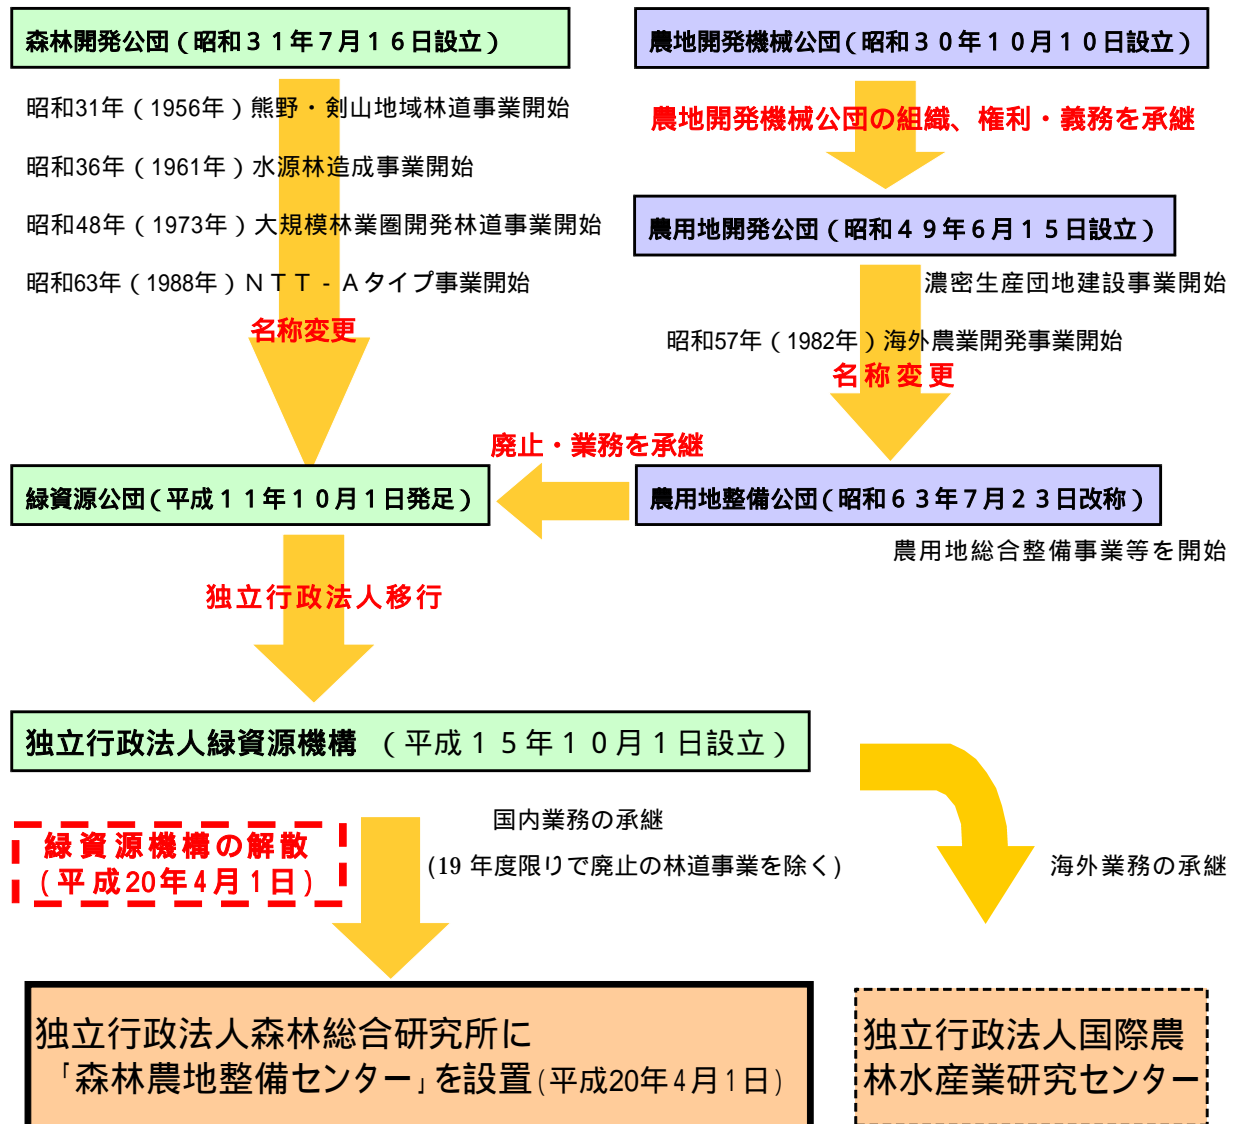 森林開発公団（昭和３１年７月１６日設立）
昭和31年（1956年）熊野・剣山地域林道事業開始
昭和36年（1961年）水源林造成事業開始
昭和48年（1973年）大規模林業圏開発林道事業開始
昭和63年（1988年）ＮＴＴ‐Ａタイプ事業開始
名称変更
農地開発機械公団（昭和３０年１０月１０日設立）
農地開発機械公団の組織、権利・義務を承継
農用地開発公団（昭和４９年６月１５日設立）
濃密生産団地建設事業開始
昭和57年（1982年）海外農業開発事業開始
名称変更
廃止・業務を承継
緑資源公団（平成１１年１０月１日発足）
農用地整備公団（昭和６３年７月２３日改称）
農用地総合整備事業等を開始
独立行政法人移行
独立行政法人緑資源機構　（平成１５年１０月１日設立）
緑資源機構の解散
(平成20年4月1日)
国内業務の承継
(19 年度限りで廃止の林道事業を除く)
海外業務の承継
独立行政法人森林総合研究所に
「森林農地整備センター」を設置(平成20年4月1日)
独立行政法人国際農
林水産業研究センター